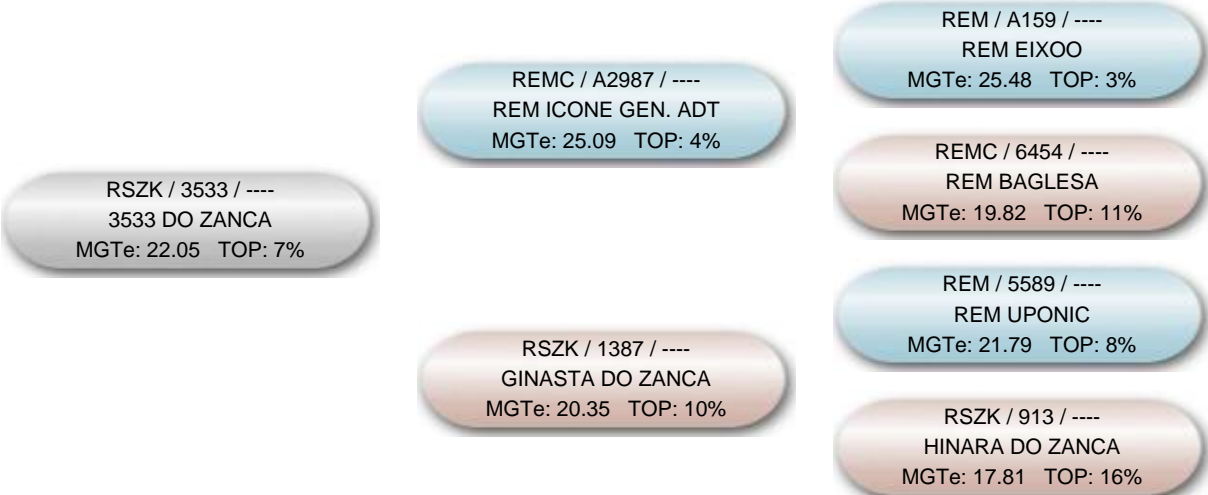 RSZK / 3533 / ----
3533 DO ZANCA
MGTe: 22.05 TOP: 7%
REMC / A2987 / ----
REM ICONE GEN. ADT
MGTe: 25.09 TOP: 4%
RSZK / 1387 / ----
GINASTA DO ZANCA
MGTe: 20.35 TOP: 10%
REM / A159 / ----
REM EIXOO
MGTe: 25.48 TOP: 3%
REMC / 6454 / ----
REM BAGLESA
MGTe: 19.82 TOP: 11%
REM / 5589 / ----
REM UPONIC
MGTe: 21.79 TOP: 8%
RSZK / 913 / ----
HINARA DO ZANCA
MGTe: 17.81 TOP: 16%